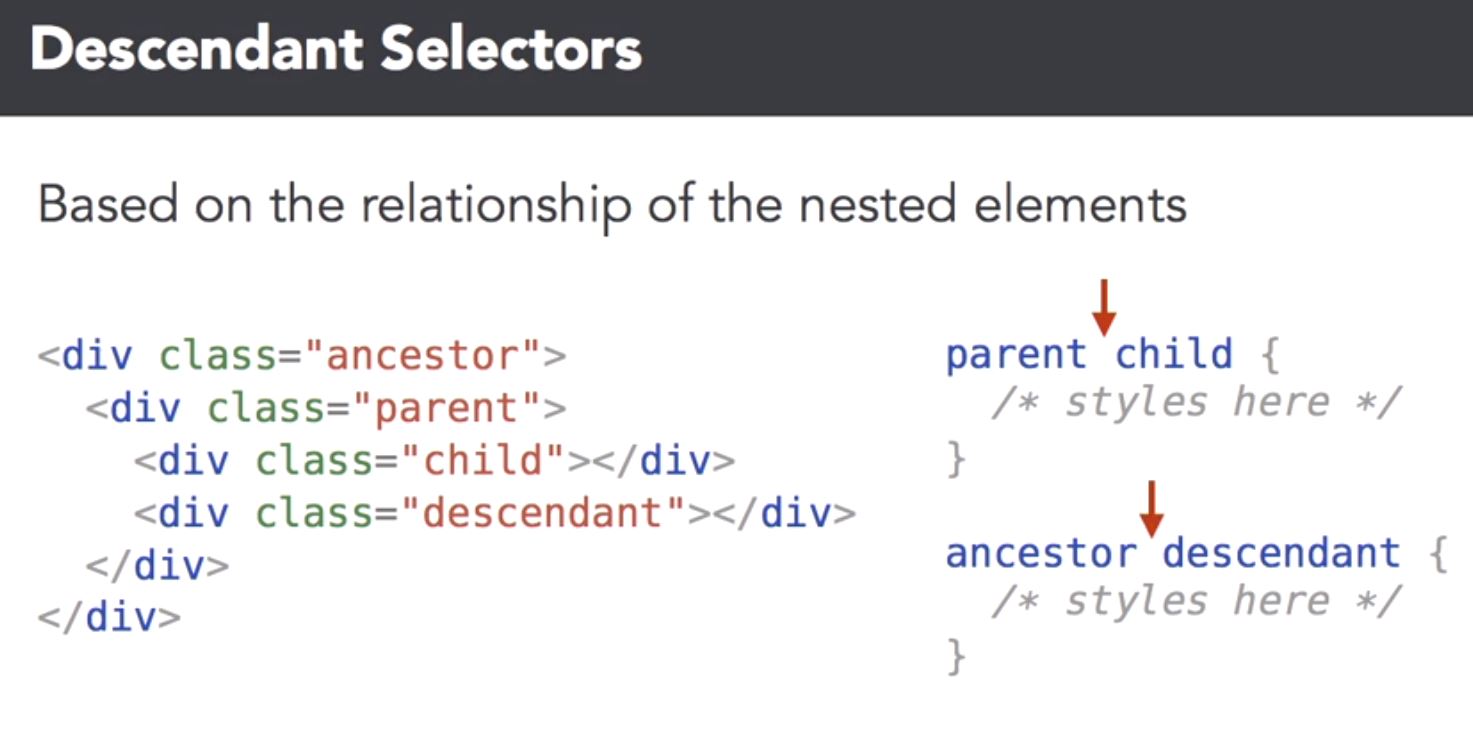 Descendant Selectors
Based on the relationship of the nested elements
<div class="ancestor">
<div class="parent">
<div class="child"></div>
<div class="descendant"></div>
</div>
</div>
parent child {
/* styles here */
}
ancestor descendant {
/* styles here */
}